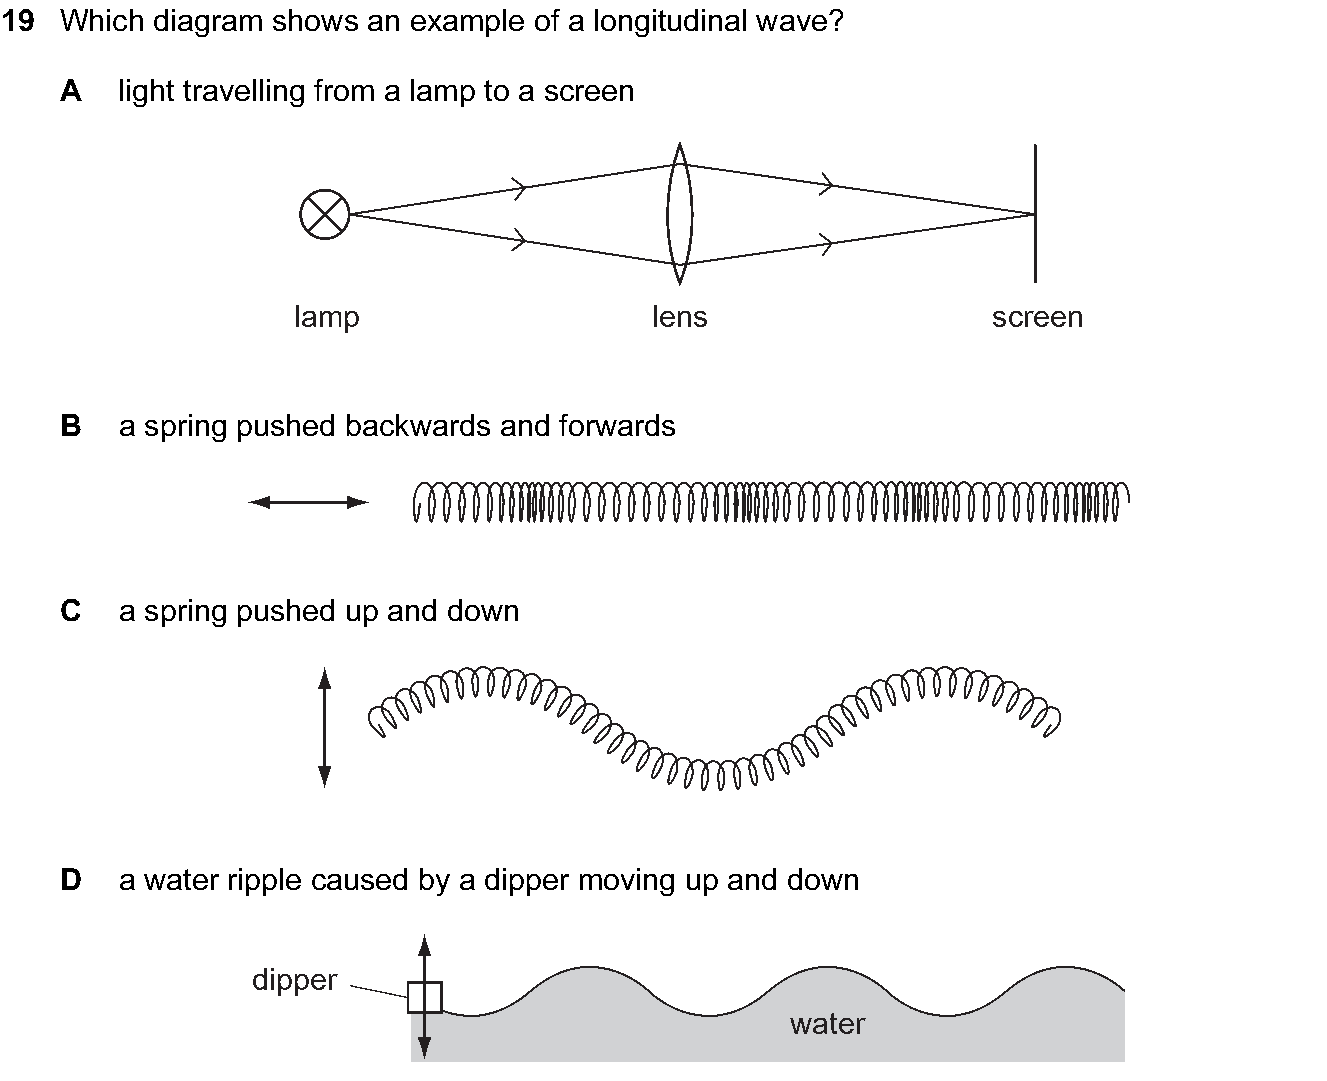 19 Which diagram shows an example of a longitudinal wave?
A light travelling from a lamp to a screen
lamp lens screen
B a spring pushed backwards and forwards
C a spring pushed up and down
D a water ripple caused by a dipper moving up and down
dipper
water